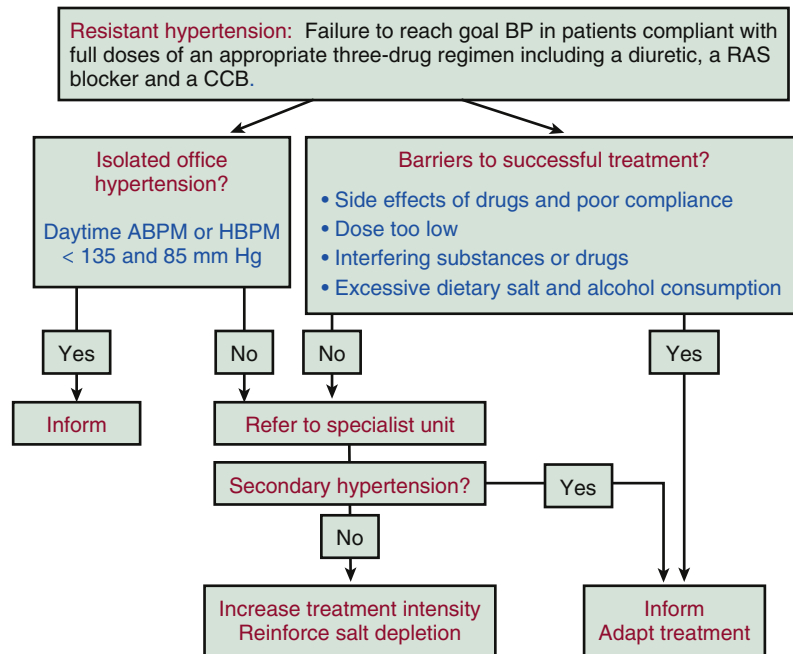 Resistant hypertension: Failure to reach goal BP in patients compliant with
full doses of an appropriate three-drug regimen including a diuretic, a RAS
blocker and a CCB.
Isolated office
hypertension?
Daytime ABPM or HBPM
< 135 and 85 mm Hg
Barriers to successful treatment?
• Side effects of drugs and poor compliance
• Dose too low
• Interfering substances or drugs
• Excessive dietary salt and alcohol consumption
Yes
No
No
Yes
Inform
Refer to specialist unit
Secondary hypertension?
Yes
No
Increase treatment intensity
Reinforce salt depletion
Inform
Adapt treatment